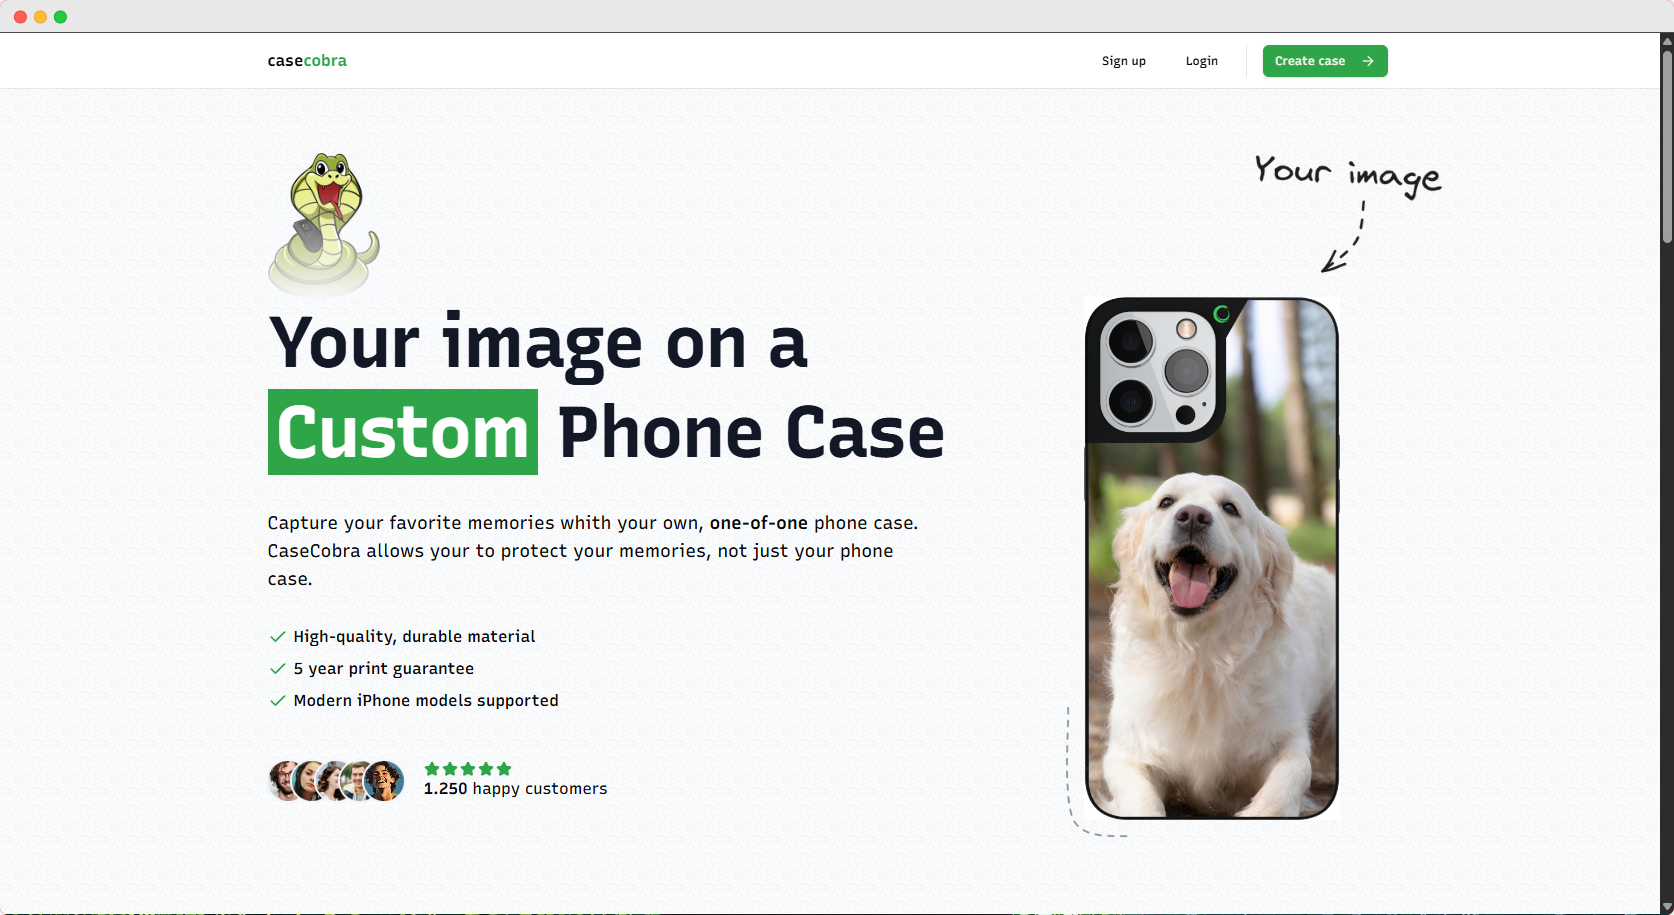 casecobra
Sign up
Login
Create case
Your image
Your image on a
Custom Phone Case
Capture your favorite memories whith your own, one-of-one phone case.
CaseCobra allows your to protect your memories, not just your phone
case.
High-quality, durable material
5 year print guarantee
Modern iPhone models supported
1.250 happy customers